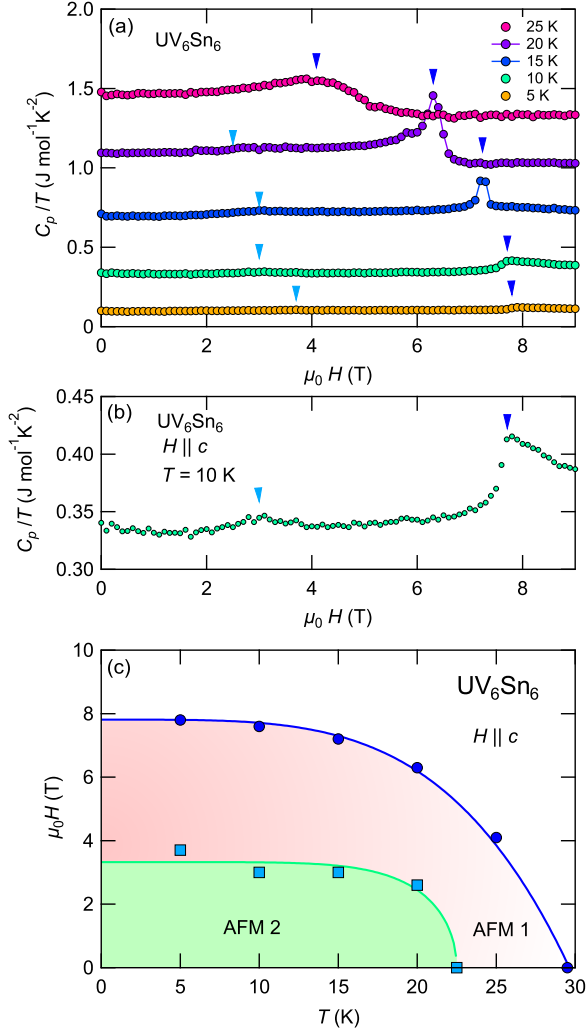 (a)
UV₆Sn₆
25 K
20 K
15 K
10 K
5 K
2.0
1.5
1.0
0.5
0
Cₚ /T (J mol⁻¹K⁻²)
0 2 4 6 8
μ₀ H (T)
(b)
UV₆Sn₆
H || c
T = 10 K
0.45
0.40
0.35
0.30
Cₚ /T (J mol⁻¹K⁻²)
0 2 4 6 8
μ₀ H (T)
(c)
UV₆Sn₆
H || c
10
8
6
4
2
0
μ₀H (T)
AFM 2
AFM 1
0 5 10 15 20 25 30
T (K)